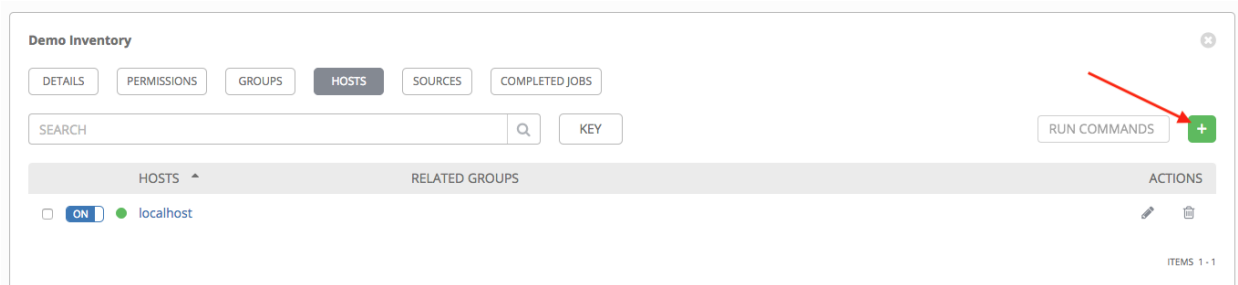 Demo Inventory
DETAILS PERMISSIONS GROUPS HOSTS SOURCES COMPLETED JOBS
SEARCH KEY RUN COMMANDS +
HOSTS RELATED GROUPS ACTIONS
ON localhost
ITEMS 1 - 1